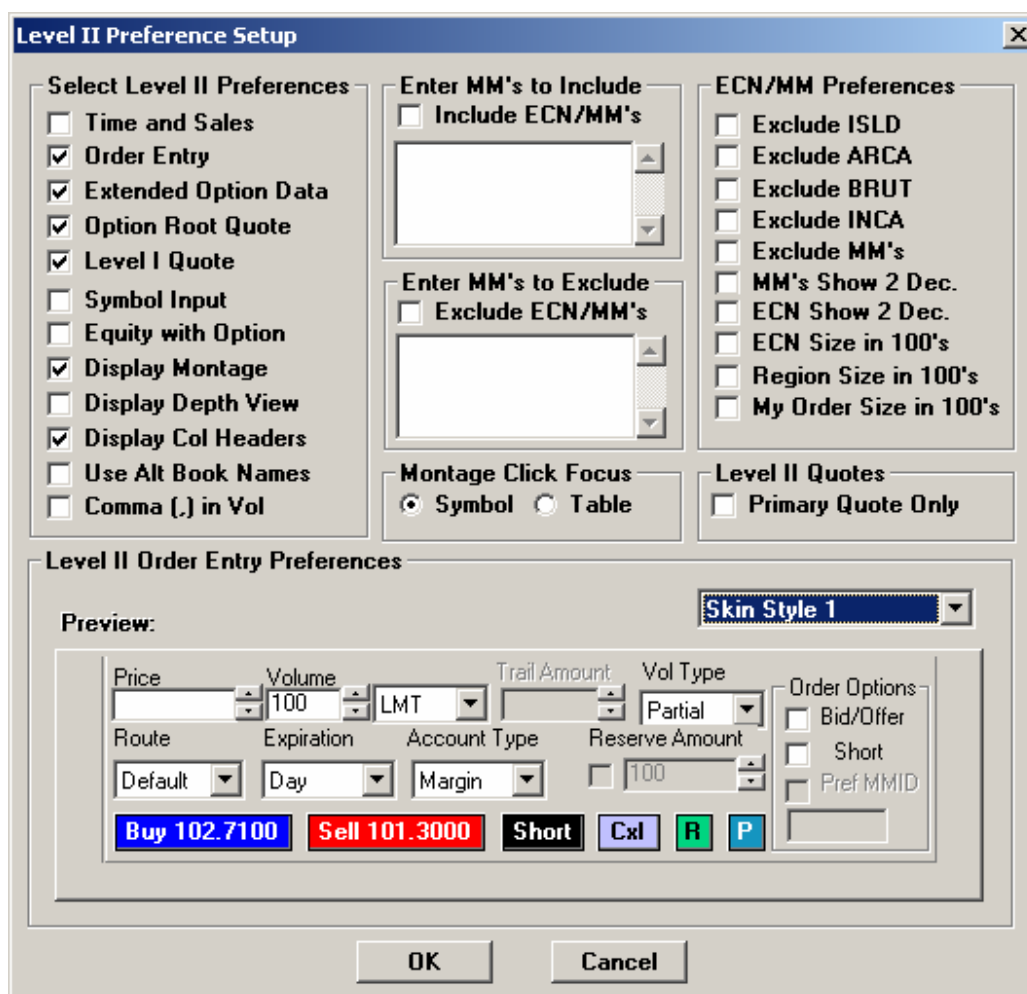 Level II Preference Setup
Select Level II Preferences
Time and Sales
Order Entry
Extended Option Data
Option Root Quote
Level I Quote
Symbol Input
Equity with Option
Display Montage
Display Depth View
Display Col Headers
Use Alt Book Names
Comma (,) in Vol
Enter MM's to Include
Include ECN/MM's
Enter MM's to Exclude
Exclude ECN/MM's
Montage Click Focus
Symbol Table
ECN/MM Preferences
Exclude ISLD
Exclude ARCA
Exclude BRUT
Exclude INCA
Exclude MM's
MM's Show 2 Dec.
ECN Show 2 Dec.
ECN Size in 100's
Region Size in 100's
My Order Size in 100's
Level II Quotes
Primary Quote Only
Level II Order Entry Preferences
Skin Style 1
Preview:
Price Volume Trail Amount Vol Type
100 LMT Partial
Route Expiration Account Type Reserve Amount
Default Day Margin 100
Buy 102.7100 Sell 101.3000 Short Cxl R P
Order Options
Bid/Offer
Short
Pref MMID
OK Cancel